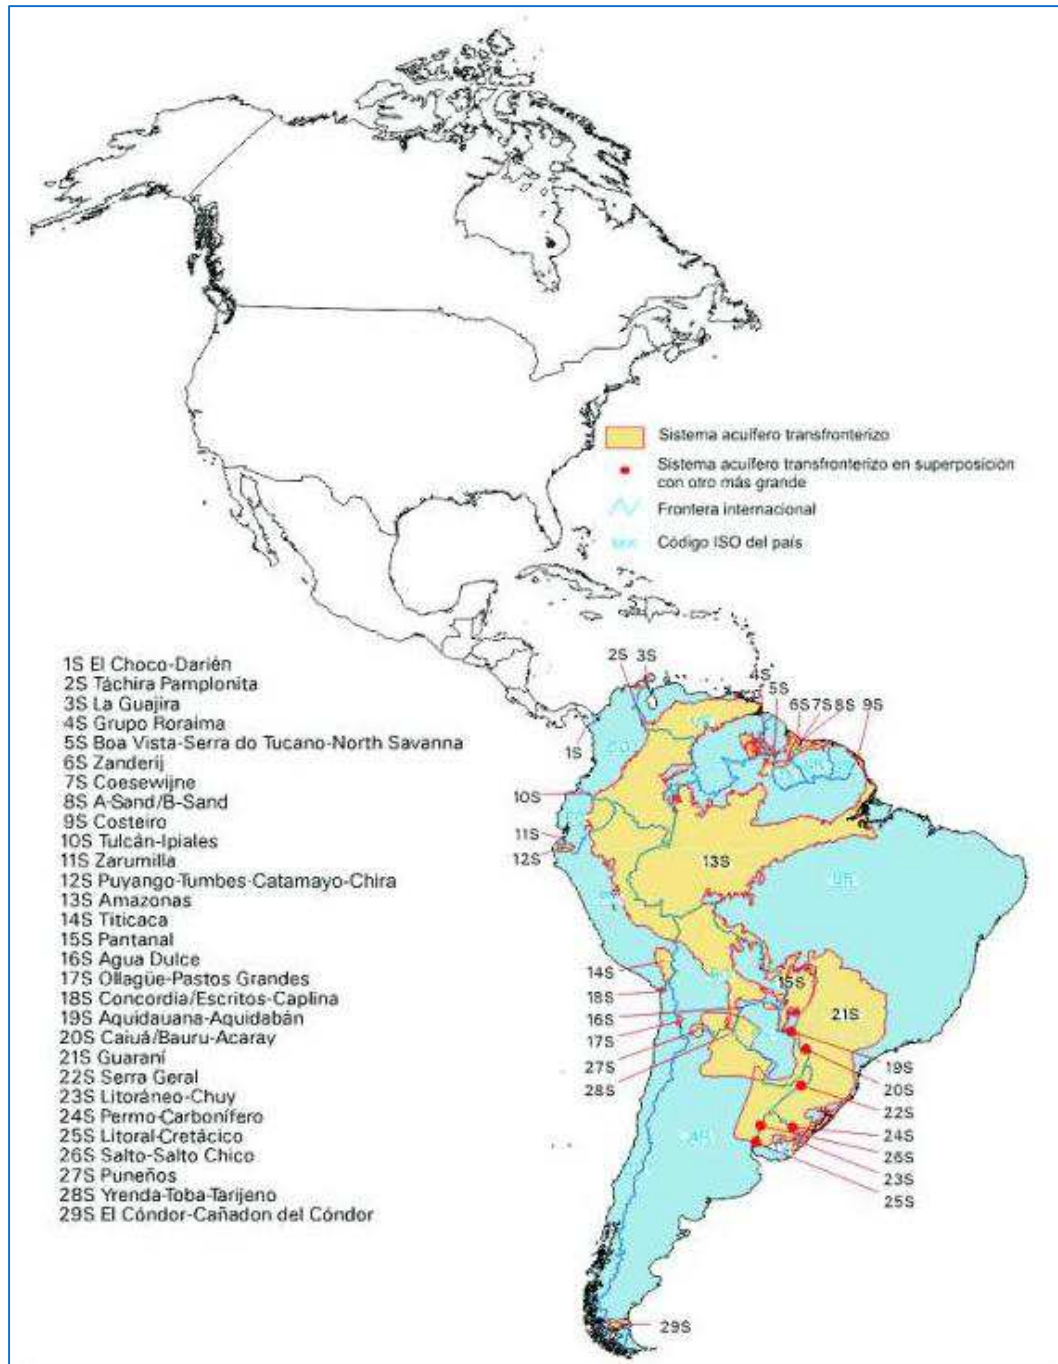 Sistema acuífero transfronterizo
Sistema acuífero transfronterizo en superposición
con otro más grande
Frontera internacional
Código ISO del país
1S El Choco-Darién
2S Táchira Pamplonita
3S La Guajira
4S Grupo Roraima
5S Boa Vista-Serra do Tucano-North Savanna
6S Zanderij
7S Coesewijne
8S A-Sand/B-Sand
9S Costeiro
10S Tulcán-Ipiales
11S Zarumilla
12S Puyango-Tumbes-Catamayo-Chira
13S Amazonas
14S Titicaca
15S Pantanal
16S Agua Dulce
17S Ollagüe-Pastos Grandes
18S Concordia/Escritos-Caplina
19S Aquidauana-Aquidabán
20S Caiuá/Bauru-Acaray
21S Guaraní
22S Serra Geral
23S Litoráneo-Chuy
24S Permo-Carbonífero
25S Litoral-Cretácico
26S Salto-Salto Chico
27S Puneños
28S Yrenda-Toba-Tarijeno
29S El Cóndor-Cañadon del Cóndor
2S
3S
4S
5S
6S
7S
8S
9S
1S
10S
11S
12S
13S
14S
15S
18S
16S
17S
21S
27S
28S
19S
20S
22S
24S
26S
23S
25S
29S